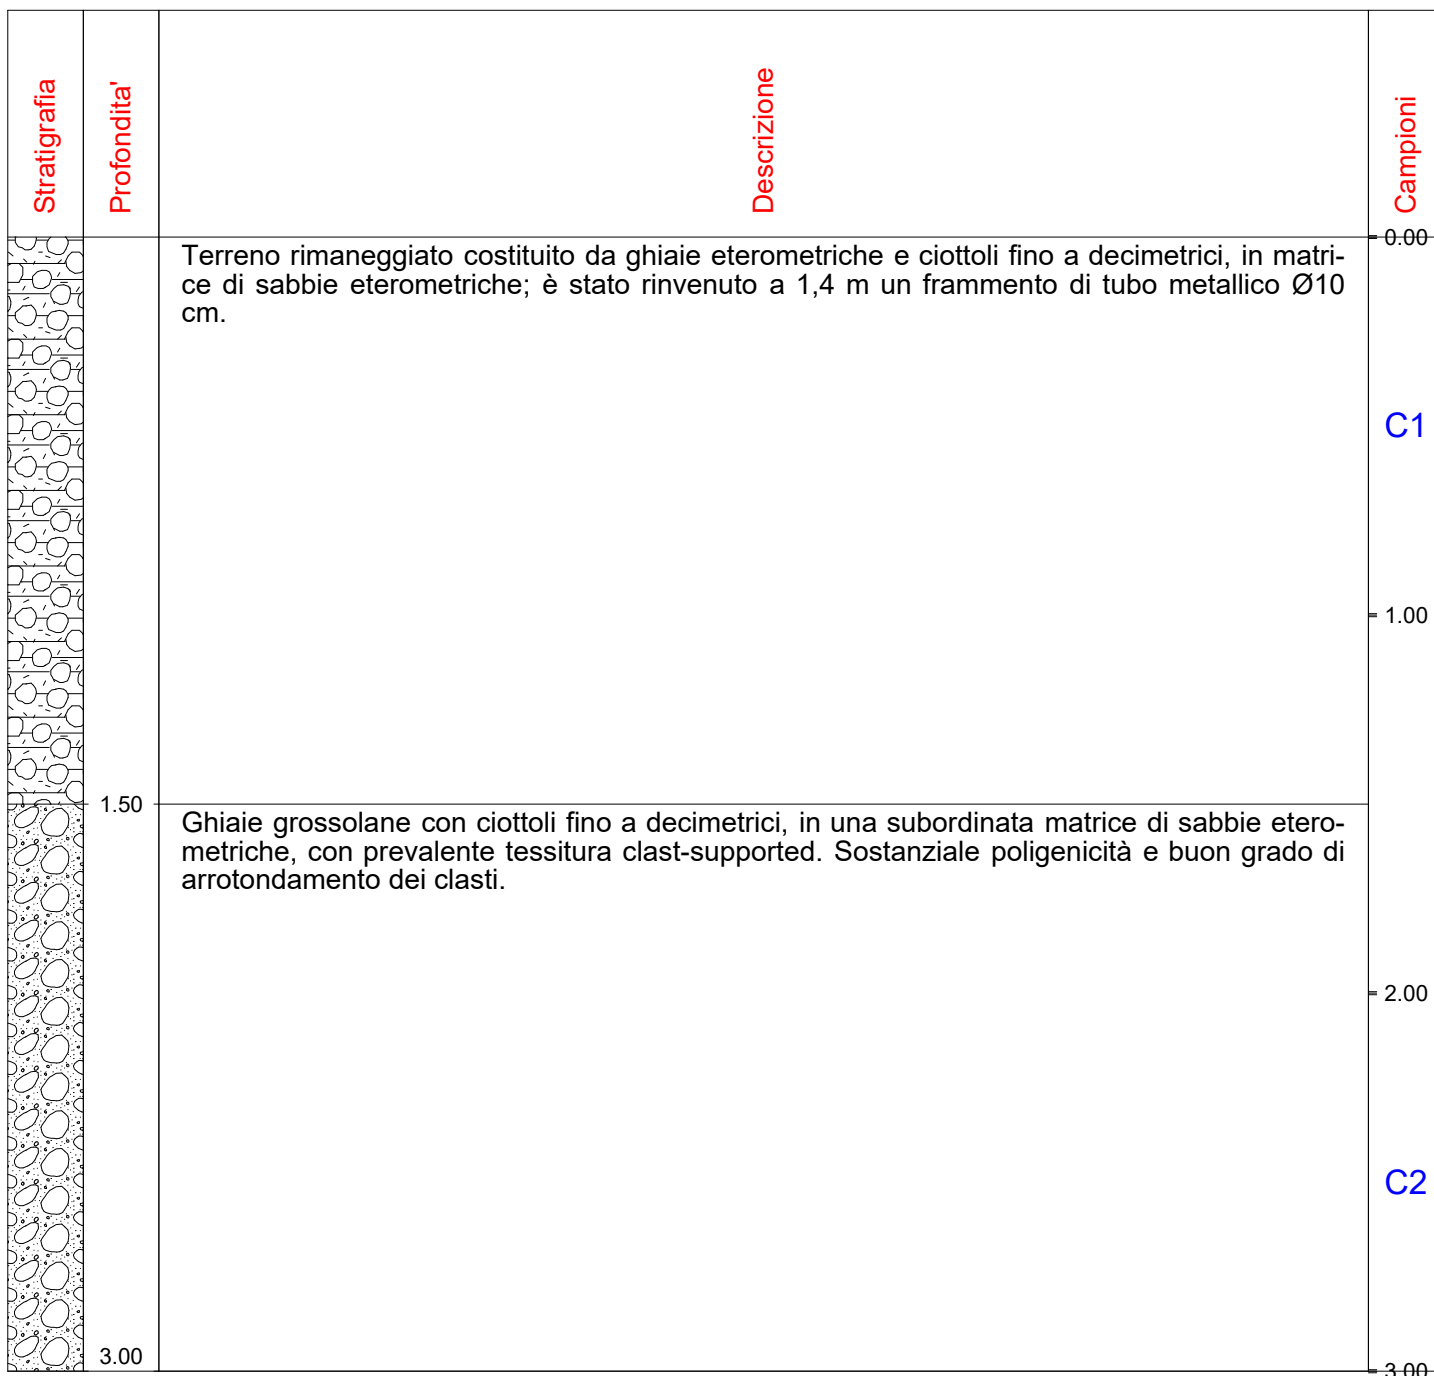 Stratigrafia
Profondita'
Descrizione
Campioni
0.00
Terreno rimaneggiato costituito da ghiaie eterometriche e ciottoli fino a decimetrici, in matri-
ce di sabbie eterometriche; è stato rinvenuto a 1,4 m un frammento di tubo metallico Ø10
cm.
C1
1.00
1.50
Ghiaie grossolane con ciottoli fino a decimetrici, in una subordinata matrice di sabbie etero-
metriche, con prevalente tessitura clast-supported. Sostanziale poligenicità e buon grado di
arrotondamento dei clasti.
2.00
C2
3.00
3.00